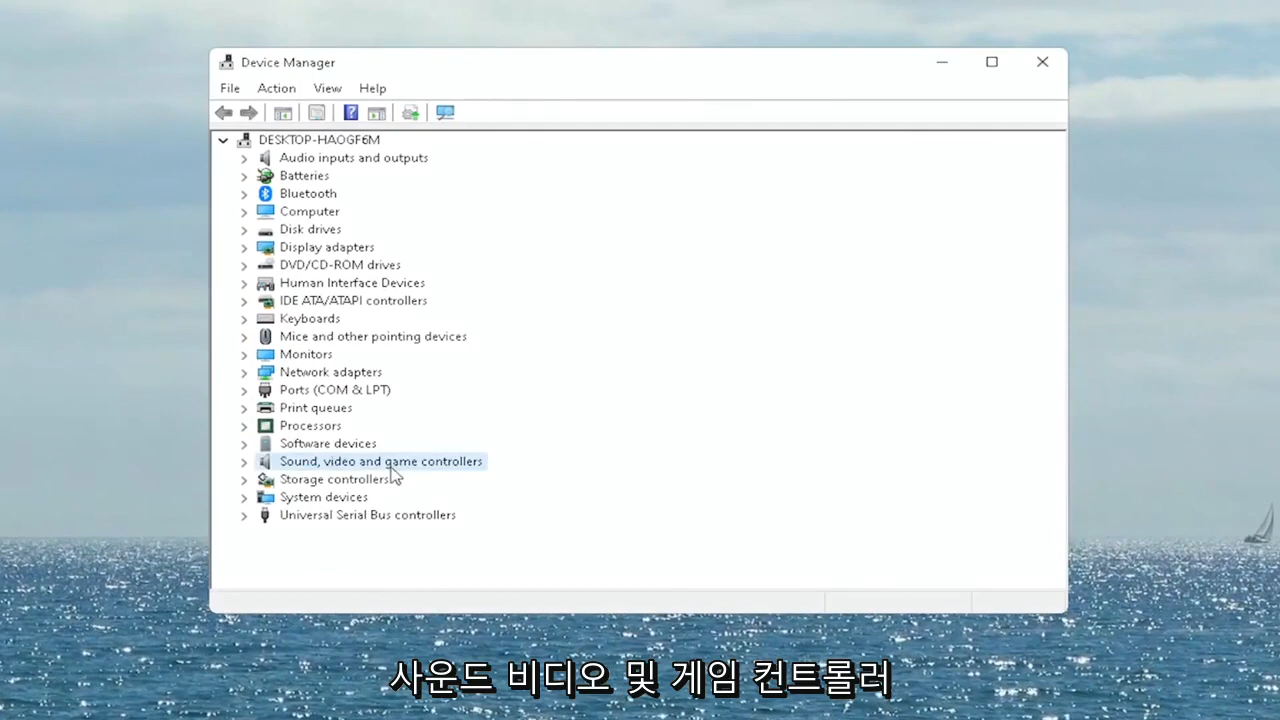 Device Manager
File Action View Help
DESKTOP-HAOGF6M
Audio inputs and outputs
Batteries
Bluetooth
Computer
Disk drives
Display adapters
DVD/CD-ROM drives
Human Interface Devices
IDE ATA/ATAPI controllers
Keyboards
Mice and other pointing devices
Monitors
Network adapters
Ports (COM & LPT)
Print queues
Processors
Software devices
Sound, video and game controllers
Storage controllers
System devices
Universal Serial Bus controllers
사운드 비디오 및 게임 컨트롤러